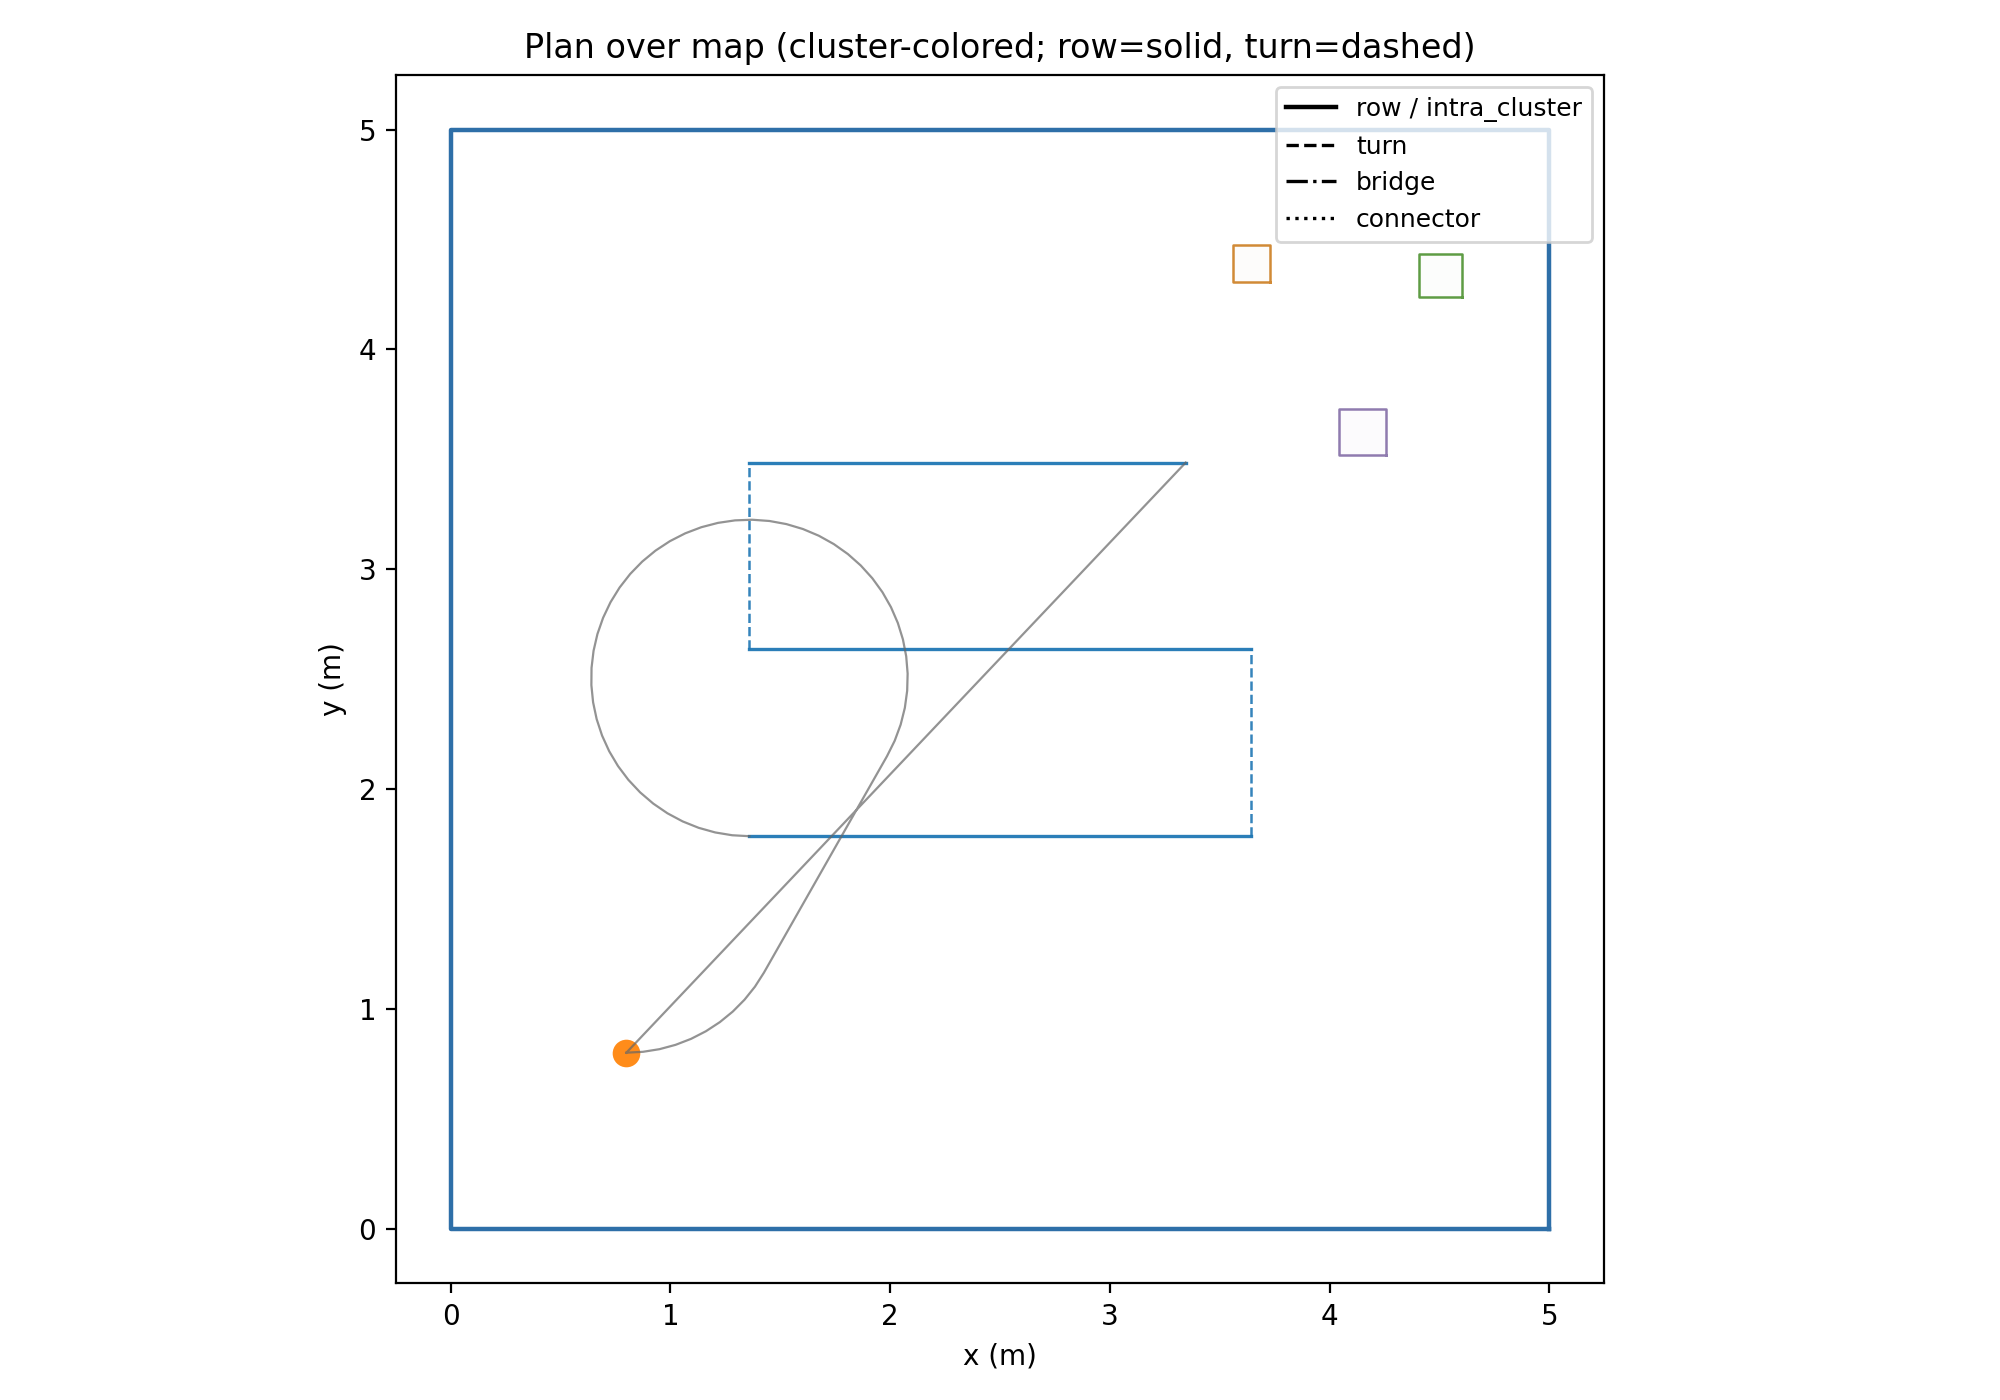 Plan over map (cluster-colored; row=solid, turn=dashed)
row / intra_cluster
turn
bridge
connector
5
4
3
2
1
0
y (m)
0 1 2 3 4 5
x (m)